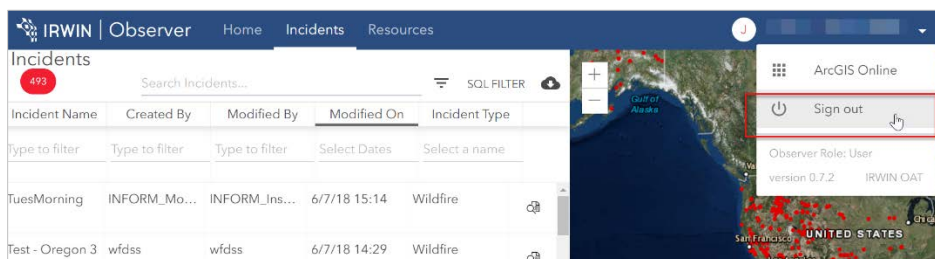 IRWIN | Observer Home Incidents Resources J
Incidents
493 Search Incidents... SQL FILTER
Incident Name Created By Modified By Modified On Incident Type
Type to filter Type to filter Type to filter Select Dates Select a name
TuesMorning INFORM_Mo... INFORM_Ins... 6/7/18 15:14 Wildfire
Test - Oregon 3 wfdss wfdss 6/7/18 14:29 Wildfire
+
−
Gulf of
Alaska
San Francisco
UNITED STATES
ArcGIS Online
Sign out
Observer Role: User
version 0.7.2 IRWIN OAT